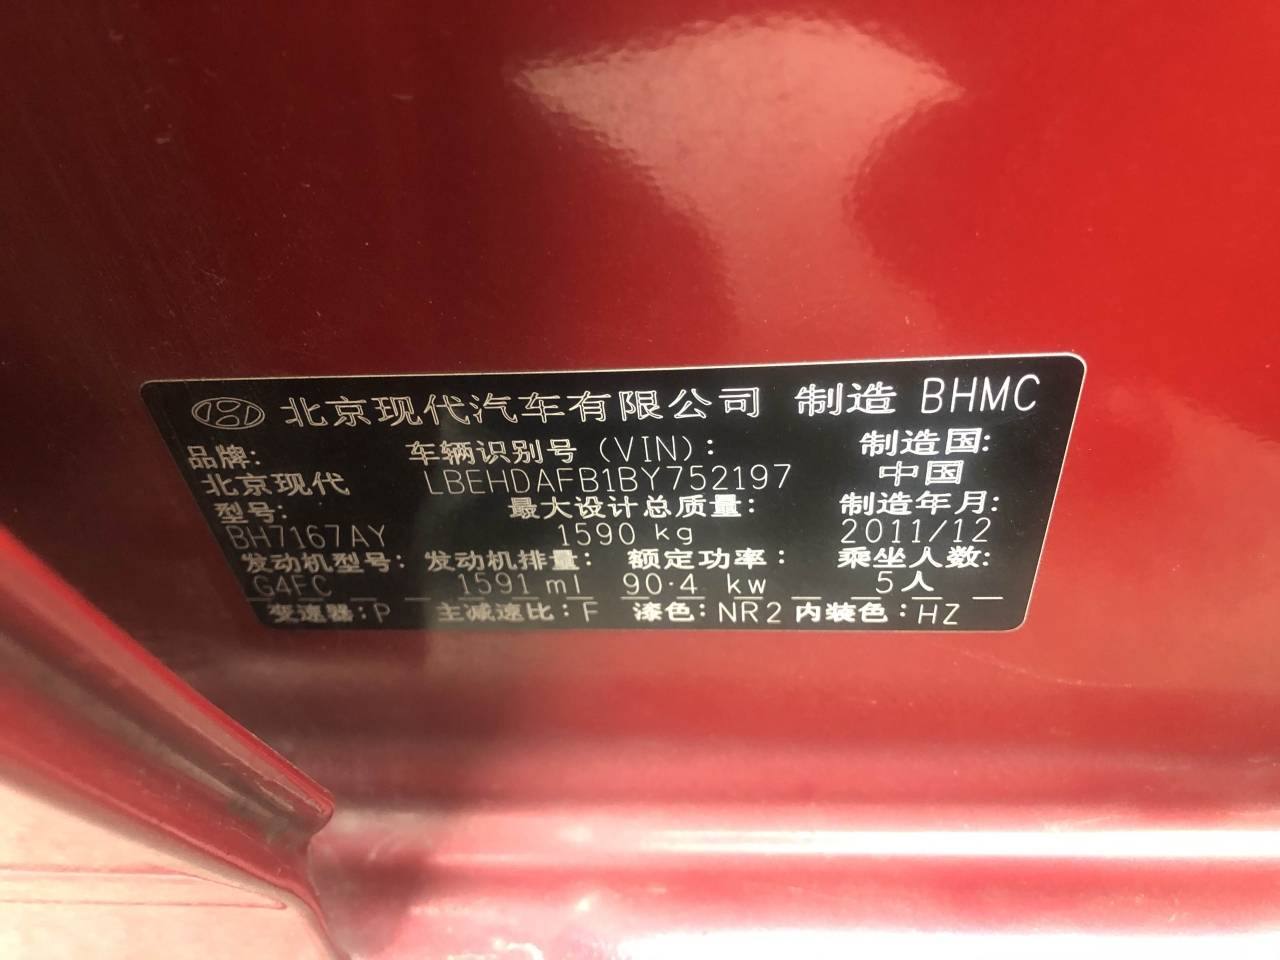 北京现代汽车有限公司 制造 BHMC
品牌: 车辆识别号(VIN): 制造国:
北京现代 LBEHDAFB1BY752197 中国
型号: 最大设计总质量: 制造年月:
BH7167AY 1590 kg 2011/12
发动机型号: 发动机排量: 额定功率: 乘坐人数:
G4FC 1591 ml 90.4 kw 5人
变速器:P 主减速比:F 漆色:NR2 内装色:HZ